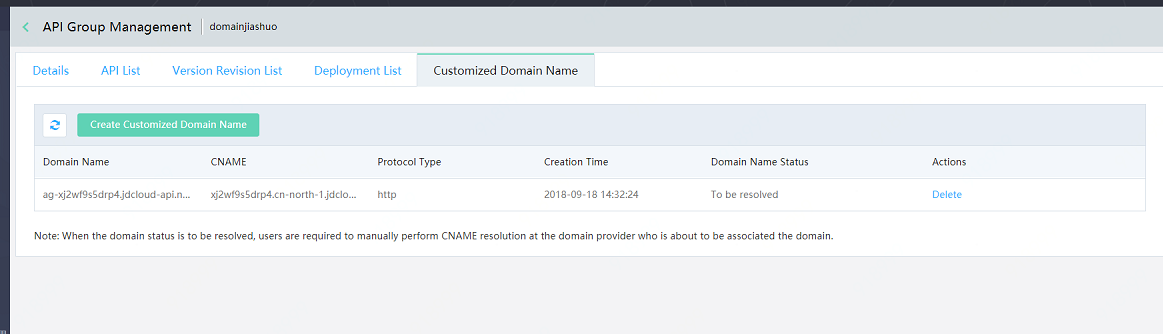 API Group Management domainjiashuo
Details API List Version Revision List Deployment List Customized Domain Name
Create Customized Domain Name
Domain Name CNAME Protocol Type Creation Time Domain Name Status Actions
ag-xj2wf9s5drp4.jdcloud-api.n... xj2wf9s5drp4.cn-north-1.jdclo... http 2018-09-18 14:32:24 To be resolved Delete
Note: When the domain status is to be resolved, users are required to manually perform CNAME resolution at the domain provider who is about to be associated the domain.